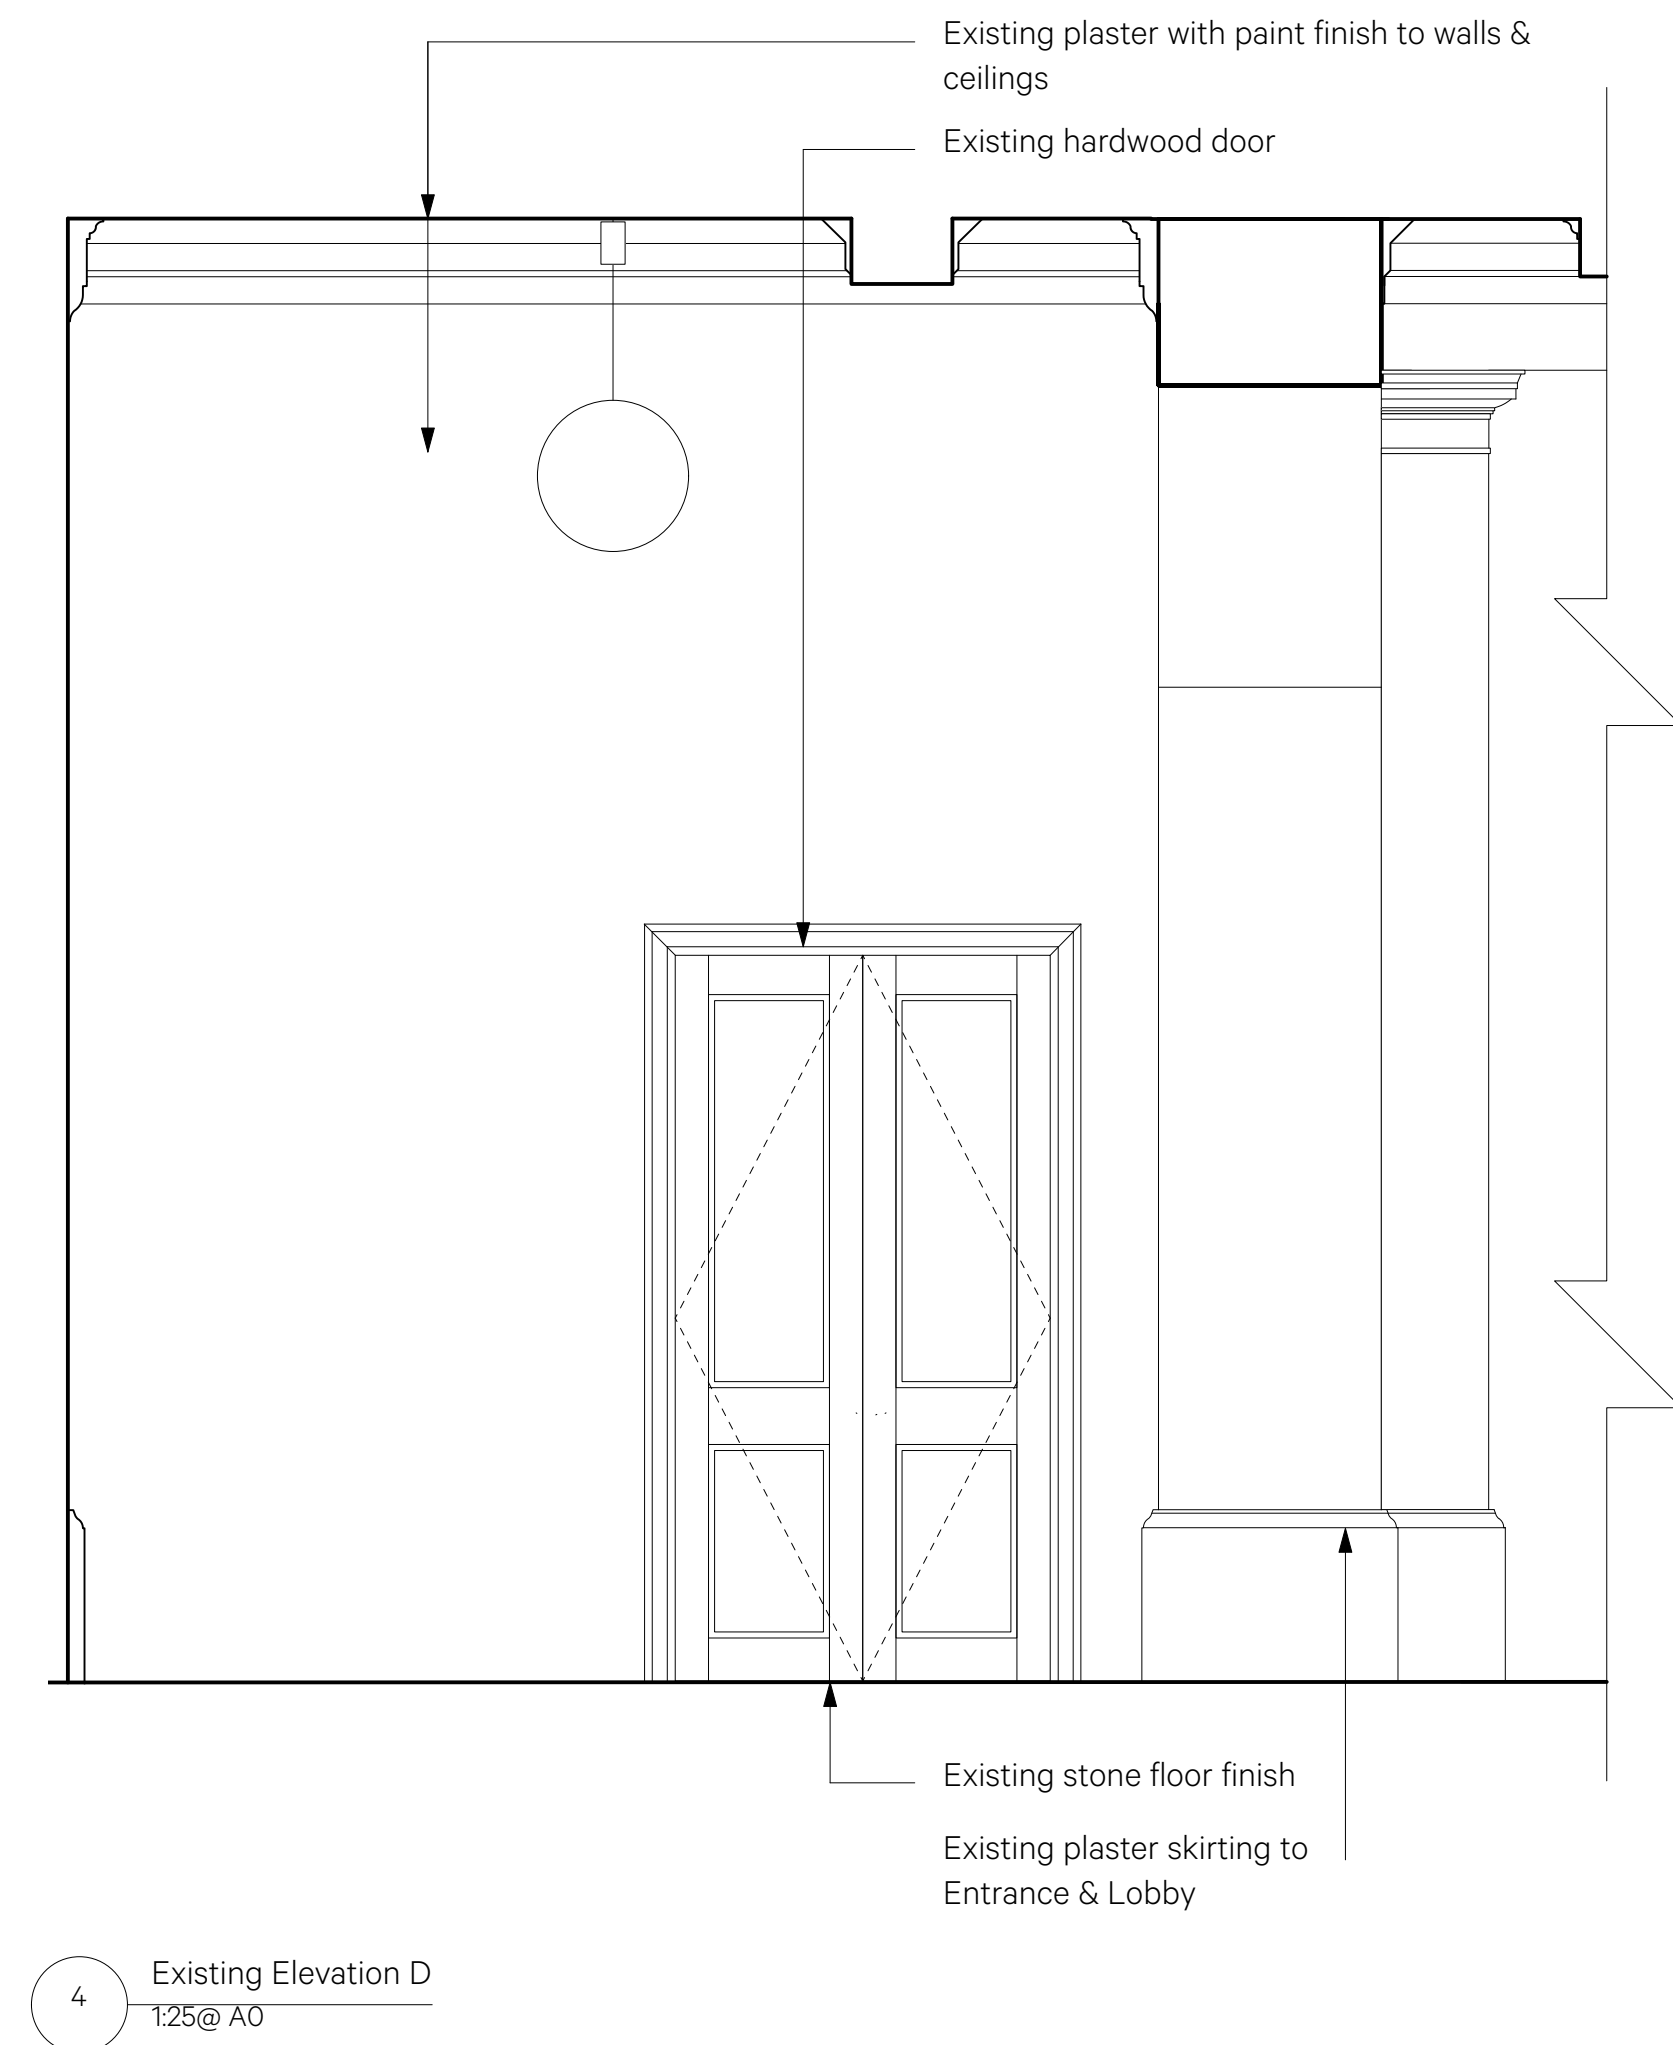 Existing plaster with paint finish to walls &
ceilings
Existing hardwood door
Existing stone floor finish
Existing plaster skirting to
Entrance & Lobby
4
Existing Elevation D
1:25@ A0